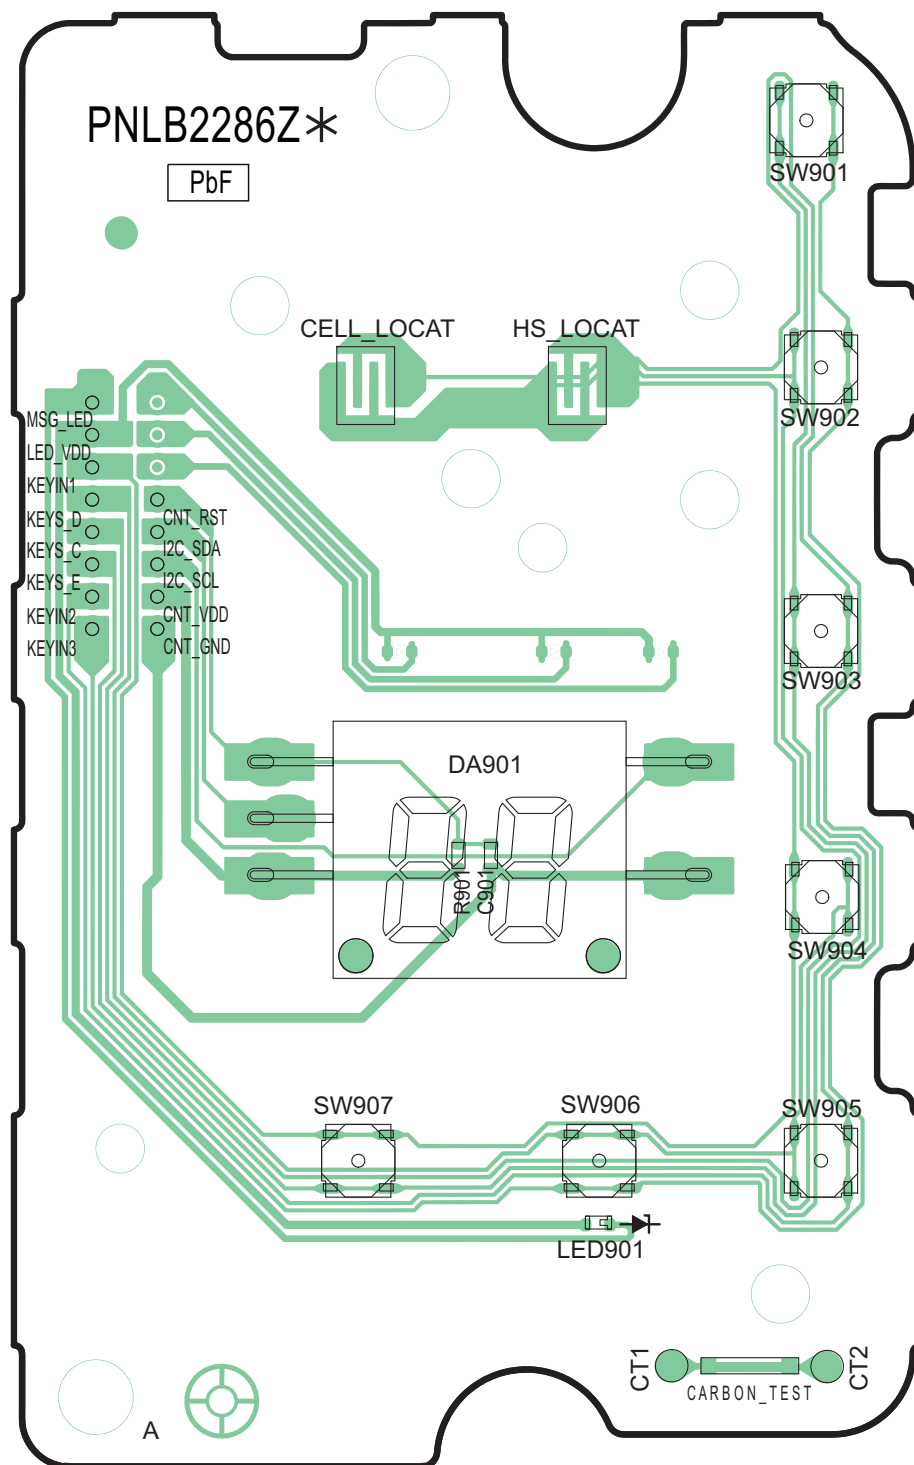 PNLB2286Z*
PbF
SW901
CELL_LOCAT
HS_LOCAT
SW902
MSG_LED
LED_VDD
KEYIN1
KEYS_D
KEYS_C
KEYS_E
KEYIN2
KEYIN3
CNT_RST
I2C_SDA
I2C_SCL
CNT_VDD
CNT_GND
SW903
DA901
R901
C901
SW904
SW907
SW906
SW905
LED901
CT1
CT2
CARBON_TEST
A